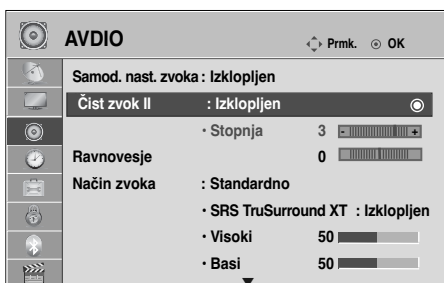 AVDIO
Prmk. OK
Samod. nast. zvoka : Izklopljen
Čist zvok II : Izklopljen
• Stopnja 3 - +
Ravnovesje 0
Način zvoka : Standardno
• SRS TruSurround XT : Izklopljen
• Visoki 50
• Basi 50